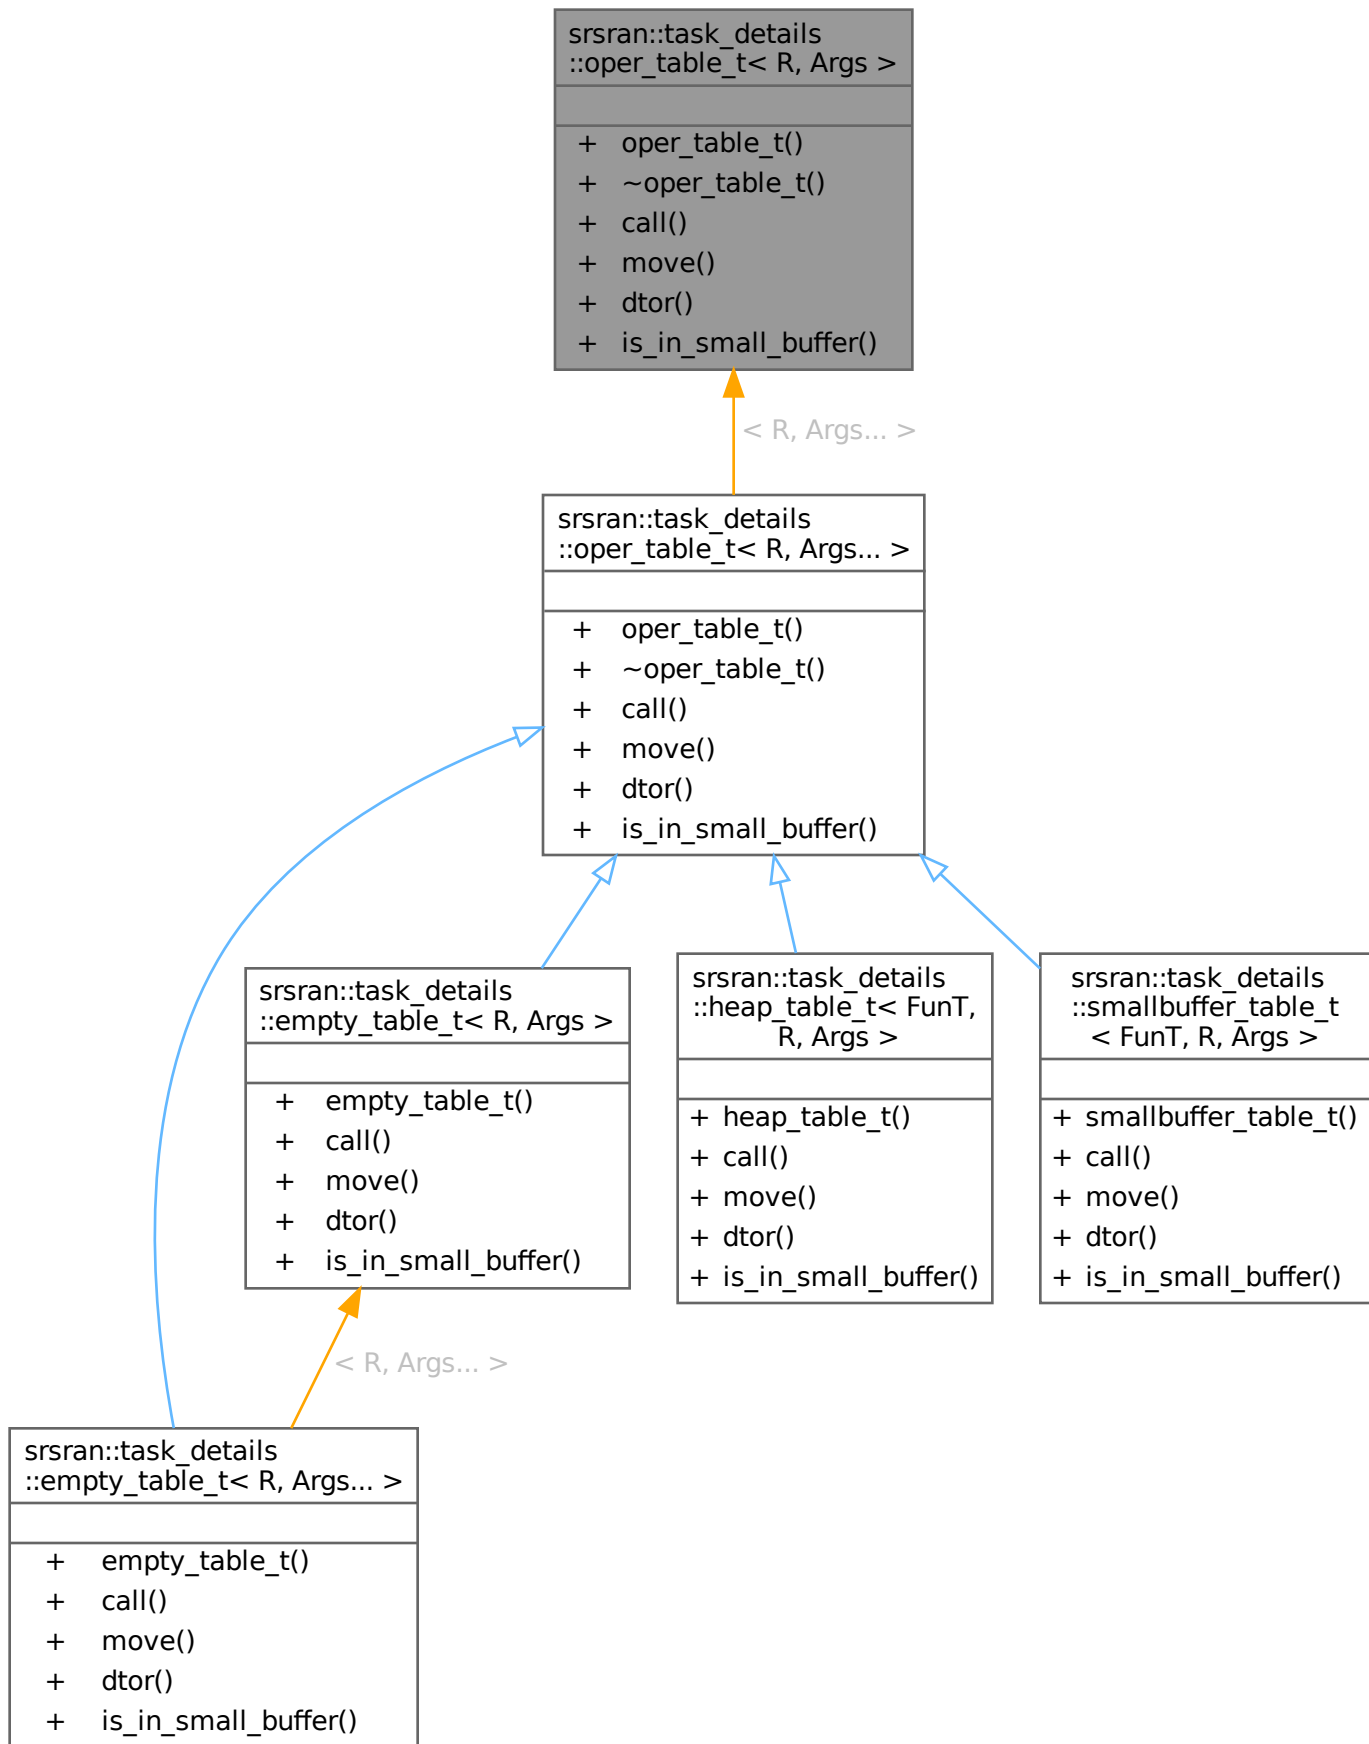 srsran::task_details
::oper_table_t< R, Args >
+ oper_table_t()
+ ~oper_table_t()
+ call()
+ move()
+ dtor()
+ is_in_small_buffer()
< R, Args... >
srsran::task_details
::oper_table_t< R, Args... >
+ oper_table_t()
+ ~oper_table_t()
+ call()
+ move()
+ dtor()
+ is_in_small_buffer()
srsran::task_details
::empty_table_t< R, Args >
+ empty_table_t()
+ call()
+ move()
+ dtor()
+ is_in_small_buffer()
srsran::task_details
::heap_table_t< FunT,
R, Args >
+ heap_table_t()
+ call()
+ move()
+ dtor()
+ is_in_small_buffer()
srsran::task_details
::smallbuffer_table_t
< FunT, R, Args >
+ smallbuffer_table_t()
+ call()
+ move()
+ dtor()
+ is_in_small_buffer()
< R, Args... >
srsran::task_details
::empty_table_t< R, Args... >
+ empty_table_t()
+ call()
+ move()
+ dtor()
+ is_in_small_buffer()